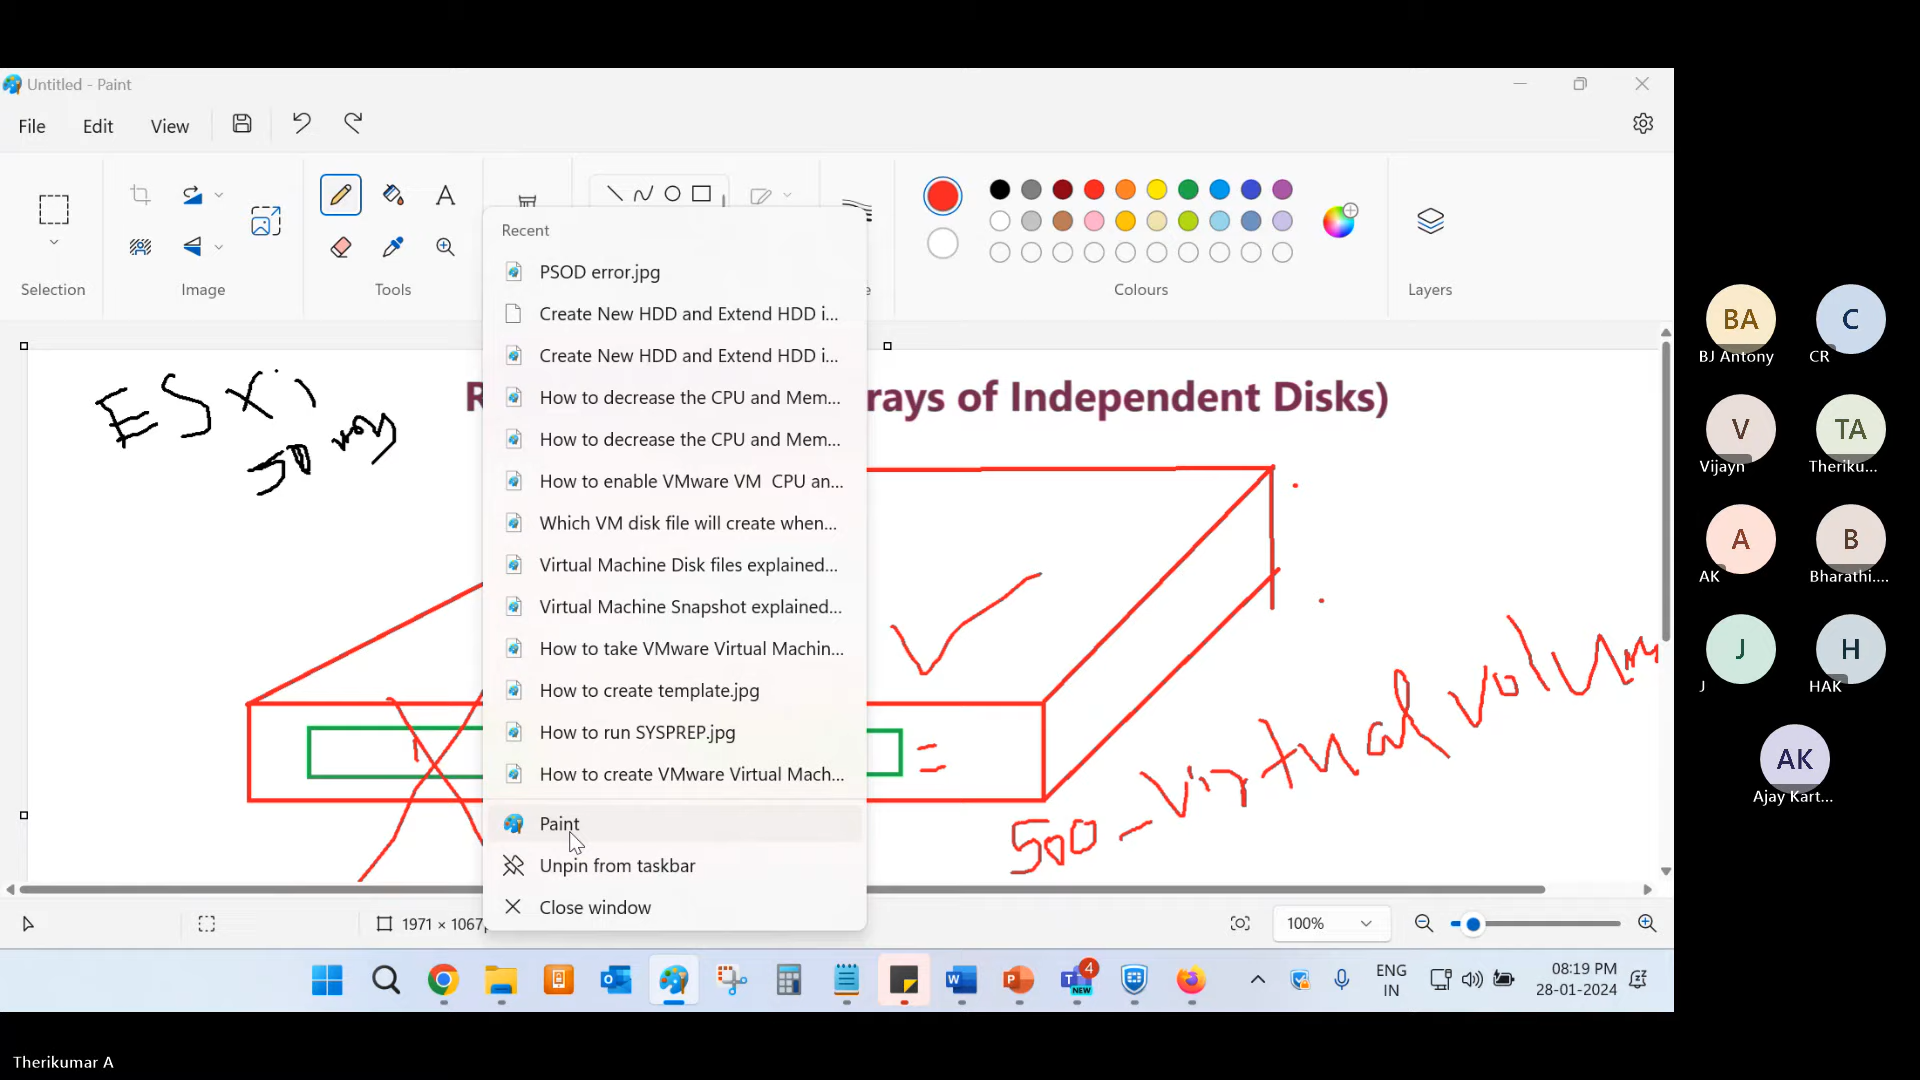 Untitled - Paint
File
Edit
View
Selection
Image
Tools
Colours
Layers
Recent
PSOD error.jpg
Create New HDD and Extend HDD i...
Create New HDD and Extend HDD i...
How to decrease the CPU and Mem...
How to decrease the CPU and Mem...
How to enable VMware VM CPU an...
Which VM disk file will create when...
Virtual Machine Disk files explained...
Virtual Machine Snapshot explained...
How to take VMware Virtual Machin...
How to create template.jpg
How to run SYSPREP.jpg
How to create VMware Virtual Mach...
Paint
Unpin from taskbar
Close window
rays of Independent Disks)
ESXi
50
500 - virtual volum
1971 × 1067
100%
4
NEW
ENG
IN
08:19 PM
28-01-2024
BA
BJ Antony
C
CR
V
Vijayn
TA
Theriku...
A
AK
B
Bharathi....
J
J
H
HAK
AK
Ajay Kart...
Therikumar A